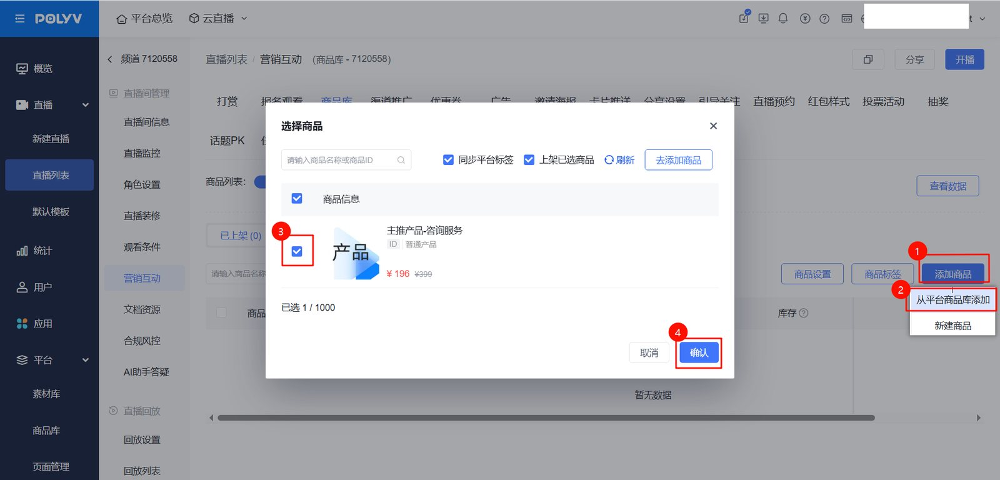 POLYV
平台总览
云直播
t
概览
直播
新建直播
直播列表
默认模板
统计
用户
应用
平台
素材库
商品库
页面管理
频道 7120558
直播间管理
直播间信息
直播监控
角色设置
直播装修
观看条件
营销互动
文档资源
合规风控
AI助手答疑
直播回放
回放设置
回放列表
直播列表 / 营销互动 (商品库 - 7120558)
分享
开播
打赏 报名观看 商品库 渠道推广 优惠券 广告 邀请海报 卡片推送 分享设置 引导关注 直播预约 红包样式 投票活动 抽奖
话题PK
商品列表:
查看数据
已上架 (0)
请输入商品名称
商品设置
商品标签
1
添加商品
2
从平台商品库添加
新建商品
商品
库存
暂无数据
选择商品
请输入商品名称或商品ID
同步平台标签
上架已选商品
刷新
去添加商品
商品信息
3
产品
主推产品-咨询服务
ID 普通产品
¥ 196 ¥399
已选 1 / 1000
取消
4
确认